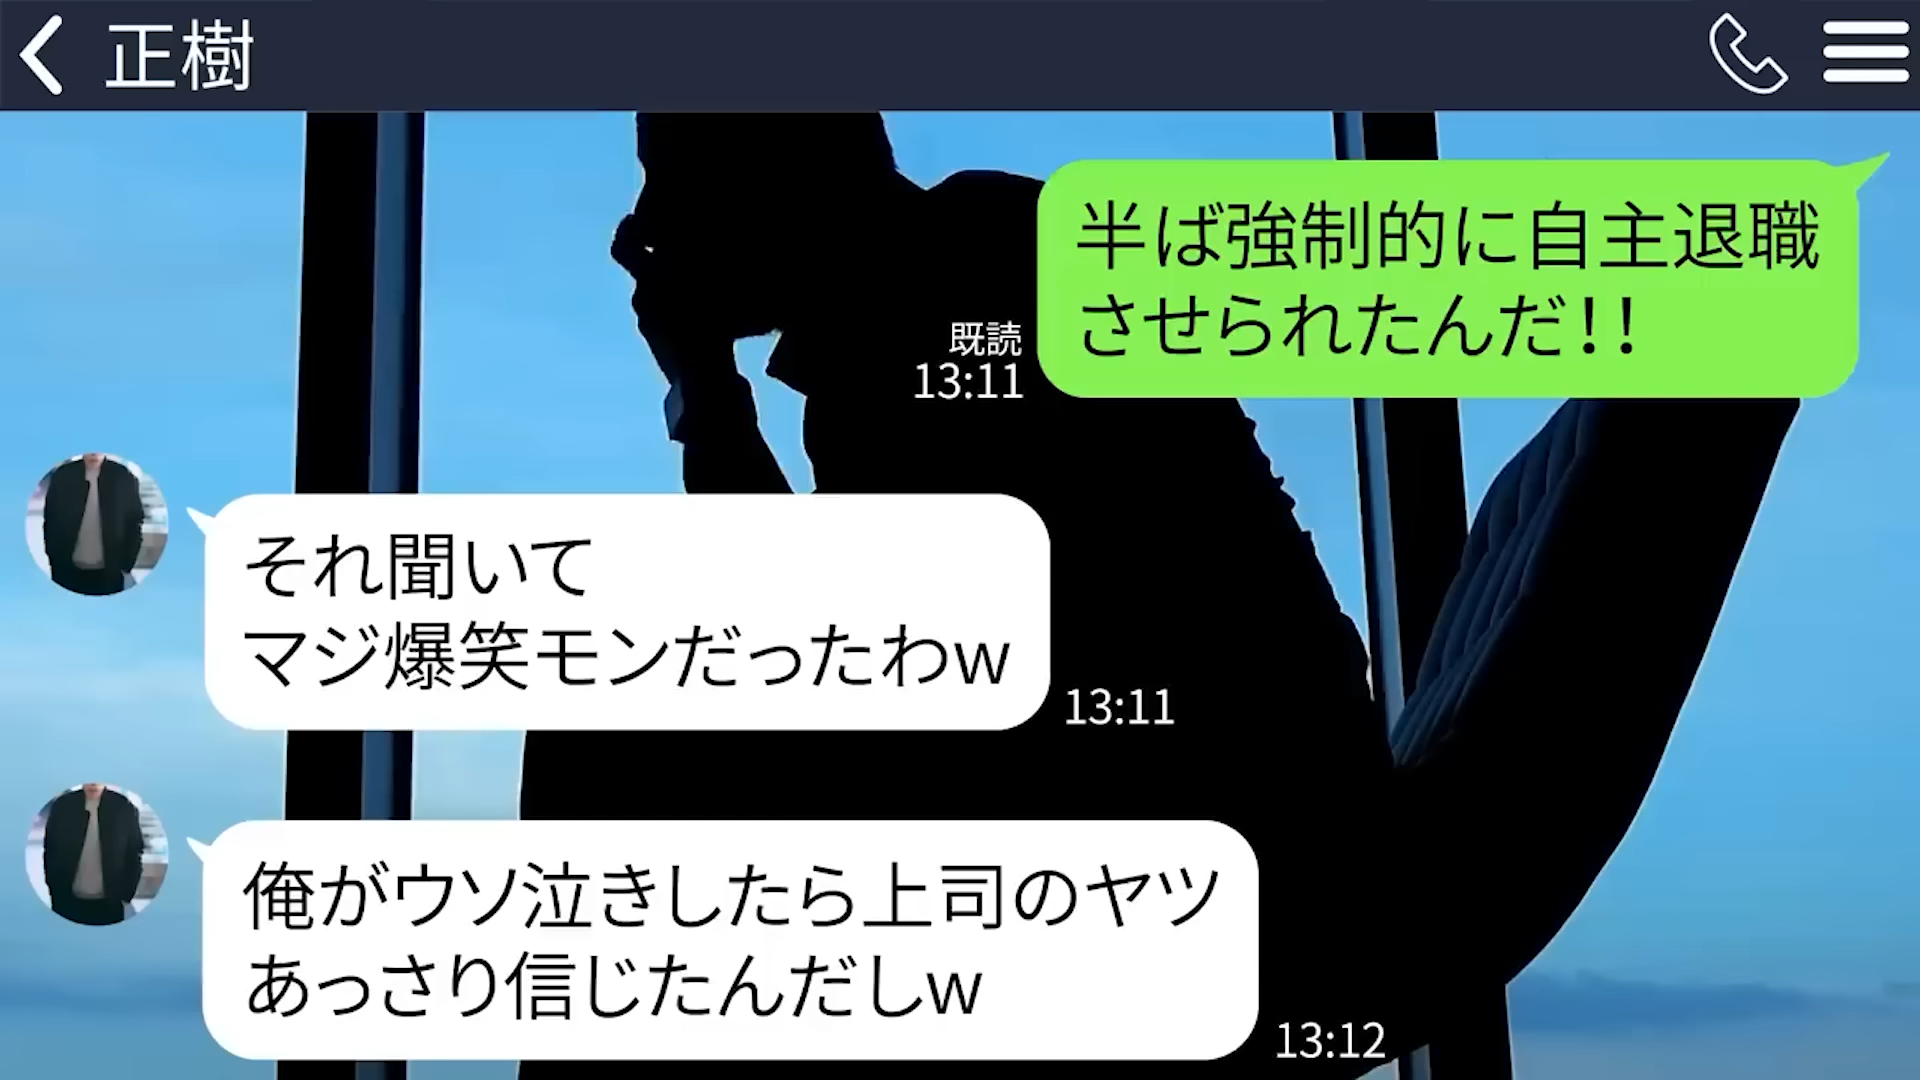 正樹
半ば強制的に自主退職
させられたんだ!!
既読
13:11
それ聞いて
マジ爆笑モンだったわw
13:11
俺がウソ泣きしたら上司のヤツ
あっさり信じたんだしw
13:12